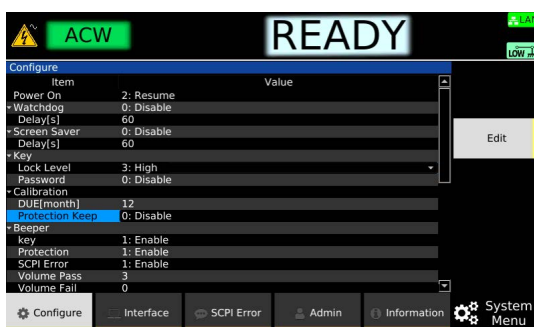 ACW
READY
LAN
LOW
Configure
Item Value
Power On 2: Resume
Watchdog 0: Disable
Delay[s] 60
Screen Saver 0: Disable
Delay[s] 60
Key
Lock Level 3: High
Password 0: Disable
Calibration
DUE[month] 12
Protection Keep 0: Disable
Beeper
key 1: Enable
Protection 1: Enable
SCPI Error 1: Enable
Volume Pass 3
Volume Fail 0
Edit
Configure Interface SCPI Error Admin Information System
Menu